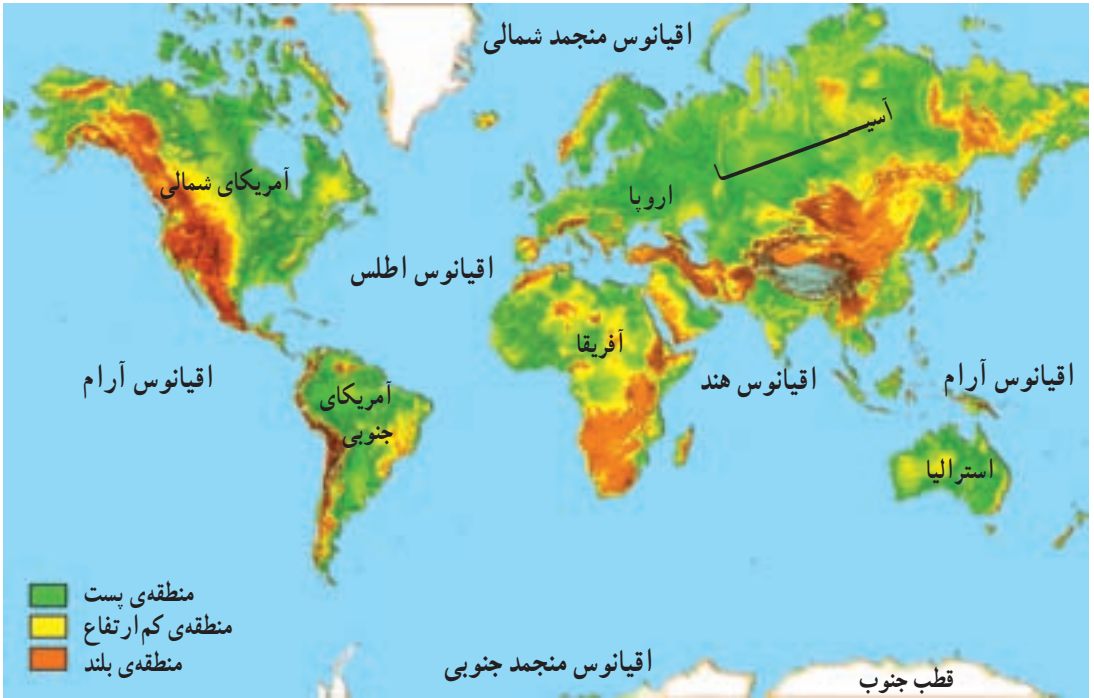 اقیانوس منجمد شمالی
آسیـ
آمریکای شمالی
اروپا
اقیانوس اطلس
آفریقا
اقیانوس آرام
اقیانوس هند
اقیانوس آرام
آمریکای
جنوبی
استرالیا
منطقه‌ی پست
منطقه‌ی کم ارتفاع
منطقه‌ی بلند
اقیانوس منجمد جنوبی
قطب جنوب